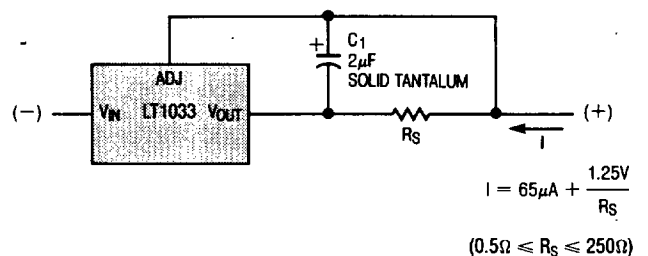 + C1
2μF
SOLID TANTALUM
ADJ
(−) VIN LT1033 VOUT (+)
RS
I
I = 65μA + 1.25V / RS
(0.5Ω ≤ RS ≤ 250Ω)